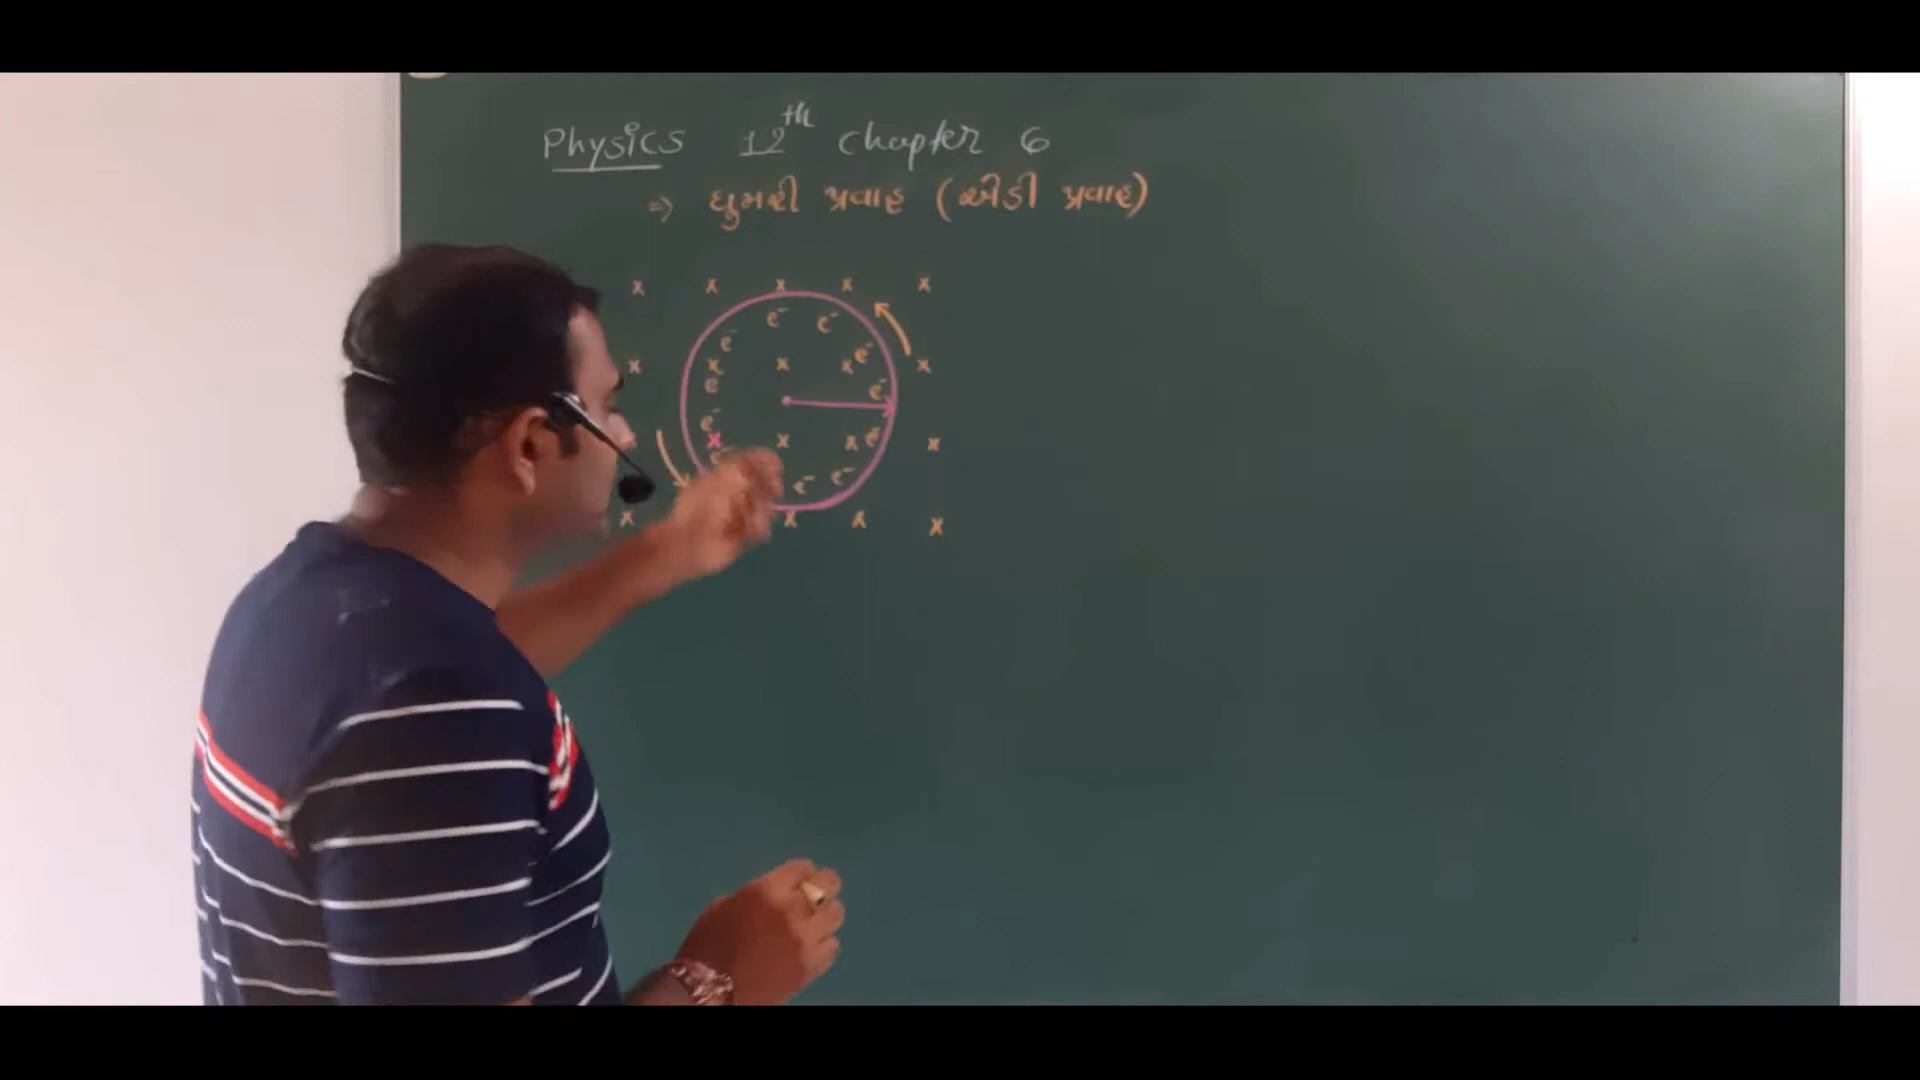 Physics 12th Chapter 6
⇒ ઘુમરી પ્રવાહ (એડી પ્રવાહ)
x x x x x
e⁻ e⁻
e⁻ e⁻
x x x x x
e e⁻
e⁻
x x x e⁻ x
e⁻ e⁻
x x x x